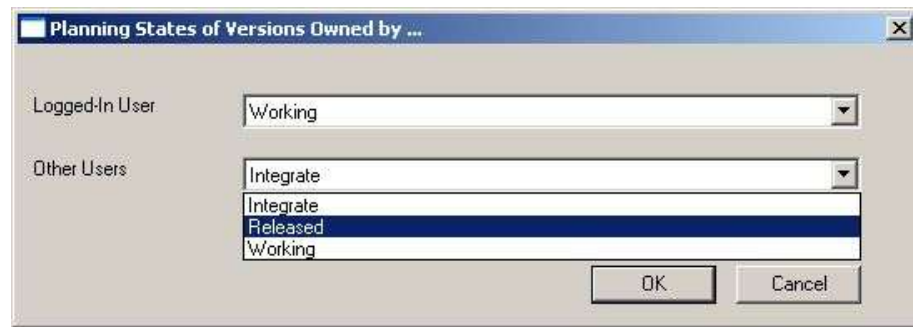 Planning States of Versions Owned by ...
Logged-In User
Working
Other Users
Integrate
Integrate
Released
Working
OK
Cancel